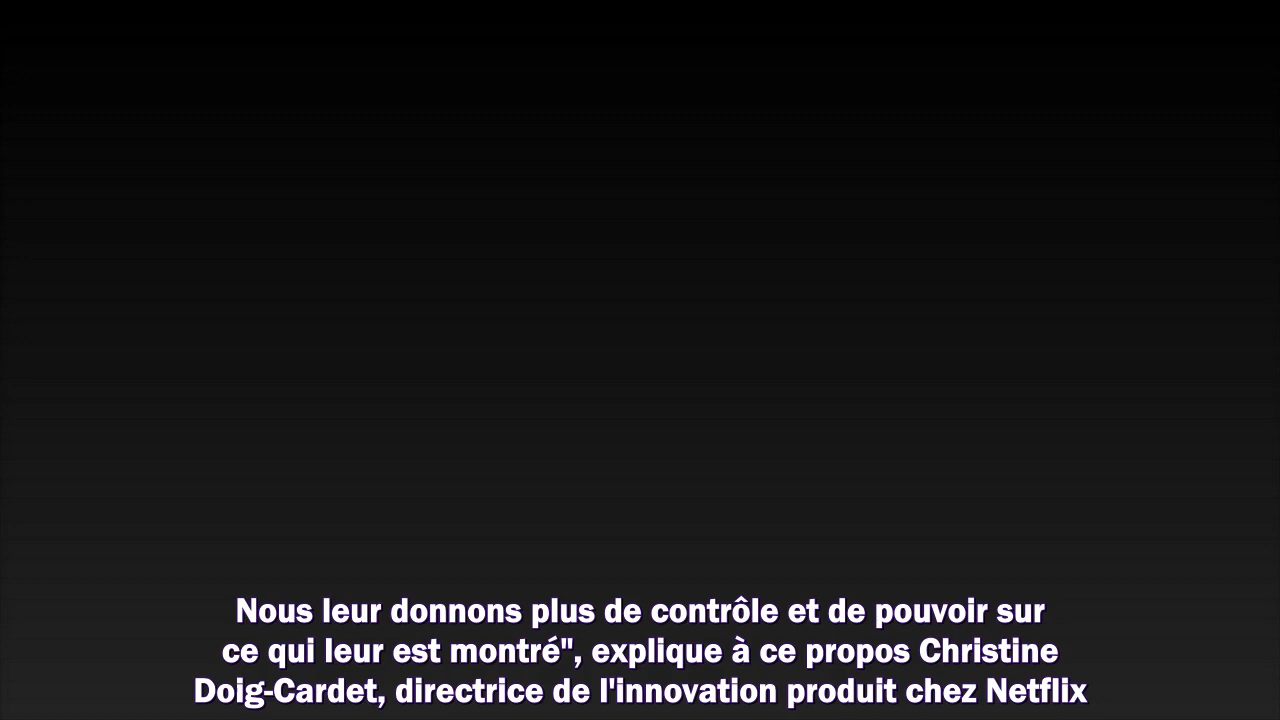 Nous leur donnons plus de contrôle et de pouvoir sur
ce qui leur est montré", explique à ce propos Christine
Doig-Cardet, directrice de l'innovation produit chez Netflix